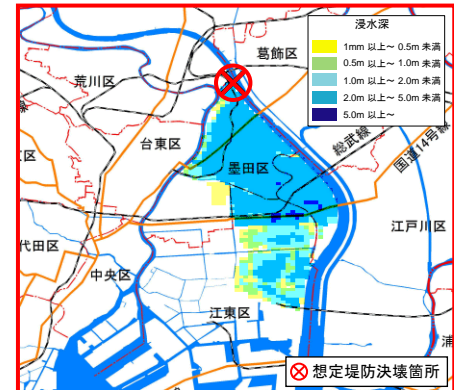 浸水深
1mm 以上～ 0.5m 未満
0.5m 以上～ 1.0m 未満
1.0m 以上～ 2.0m 未満
2.0m 以上～ 5.0m 未満
5.0m 以上～
葛飾区
荒川区
台東区
墨田区
総武線
国道14号線
江戸川区
代田区
中央区
江東区
浦
想定堤防決壊箇所